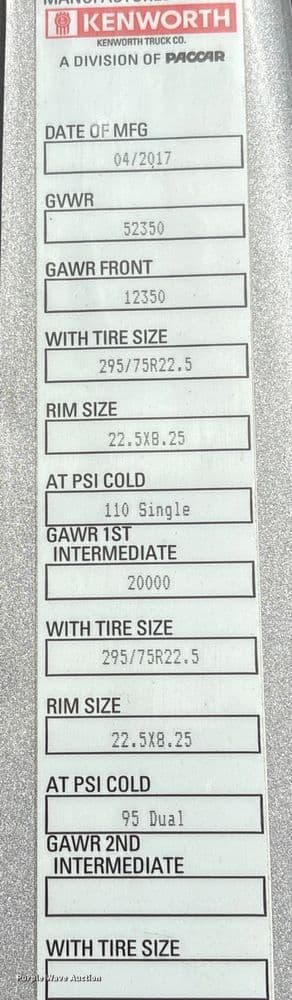 MANUFACTURED
KENWORTH
KENWORTH TRUCK CO.
A DIVISION OF PACCAR
DATE OF MFG
04/2017
GVWR
52350
GAWR FRONT
12350
WITH TIRE SIZE
295/75R22.5
RIM SIZE
22.5X8.25
AT PSI COLD
110 Single
GAWR 1ST
INTERMEDIATE
20000
WITH TIRE SIZE
295/75R22.5
RIM SIZE
22.5X8.25
AT PSI COLD
95 Dual
GAWR 2ND
INTERMEDIATE
WITH TIRE SIZE
Purple Wave Auction